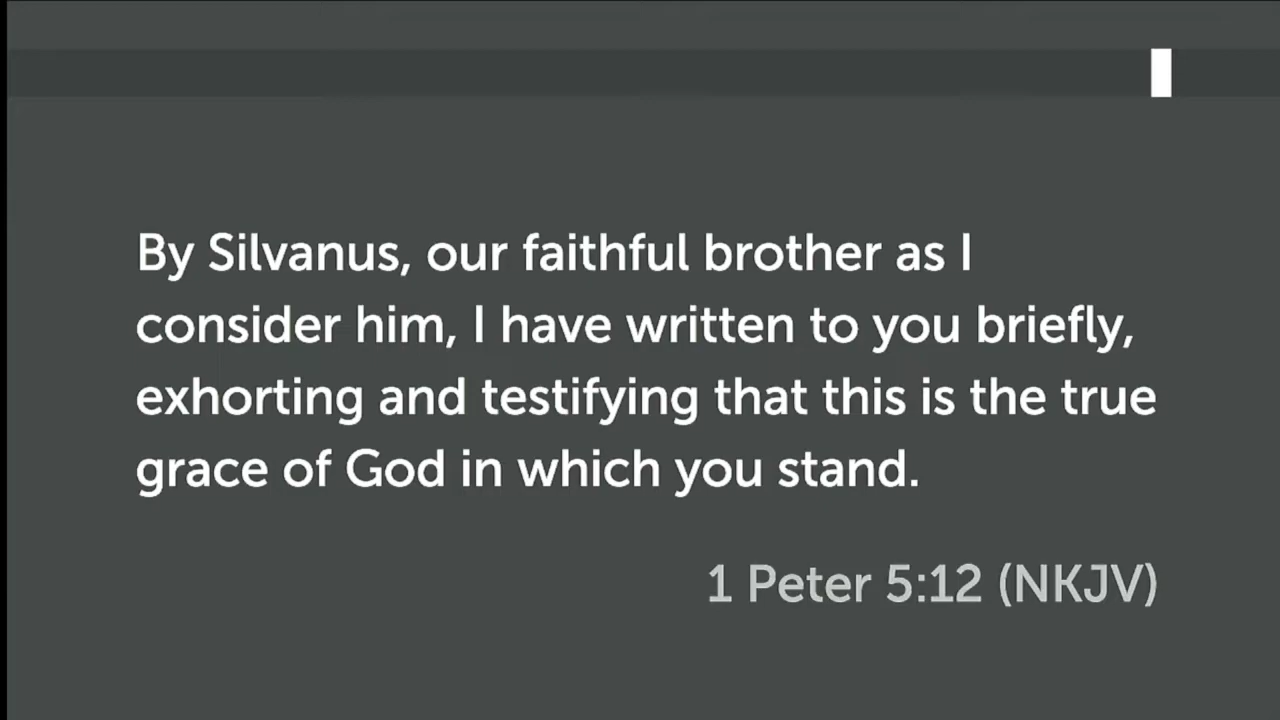 By Silvanus, our faithful brother as I
consider him, I have written to you briefly,
exhorting and testifying that this is the true
grace of God in which you stand.
1 Peter 5:12 (NKJV)